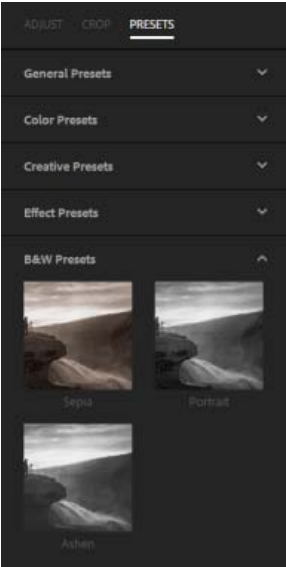 ADJUST CROP PRESETS
General Presets
Color Presets
Creative Presets
Effect Presets
B&W Presets
Sepia Portrait
Ashen